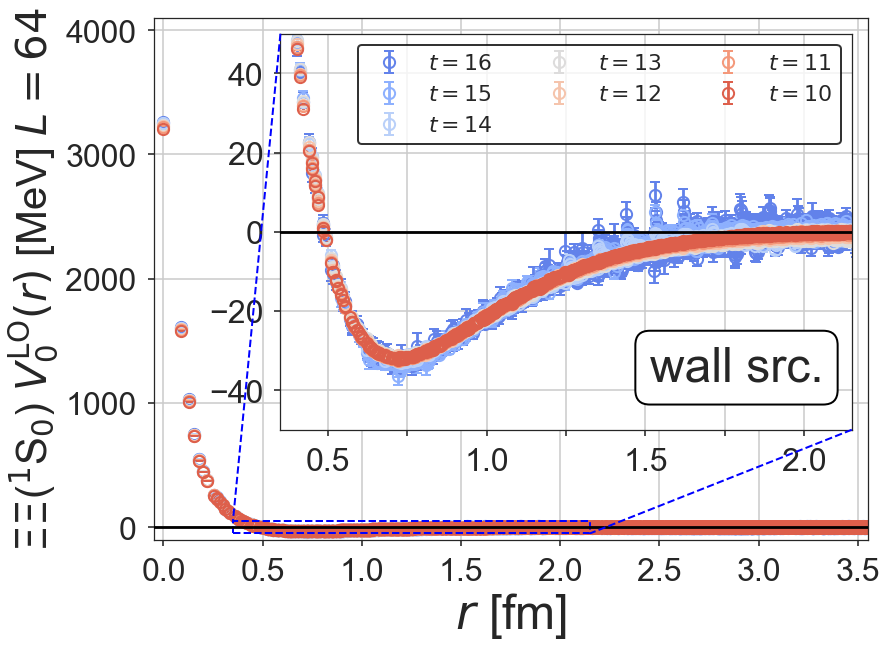 ΞΞ(¹S₀) V₀ᴸᴼ(r) [MeV] L = 64
4000
3000
2000
1000
0
40
20
0
−20
−40
t = 16
t = 15
t = 14
t = 13
t = 12
t = 11
t = 10
wall src.
0.5 1.0 1.5 2.0
0.0 0.5 1.0 1.5 2.0 2.5 3.0 3.5
r [fm]